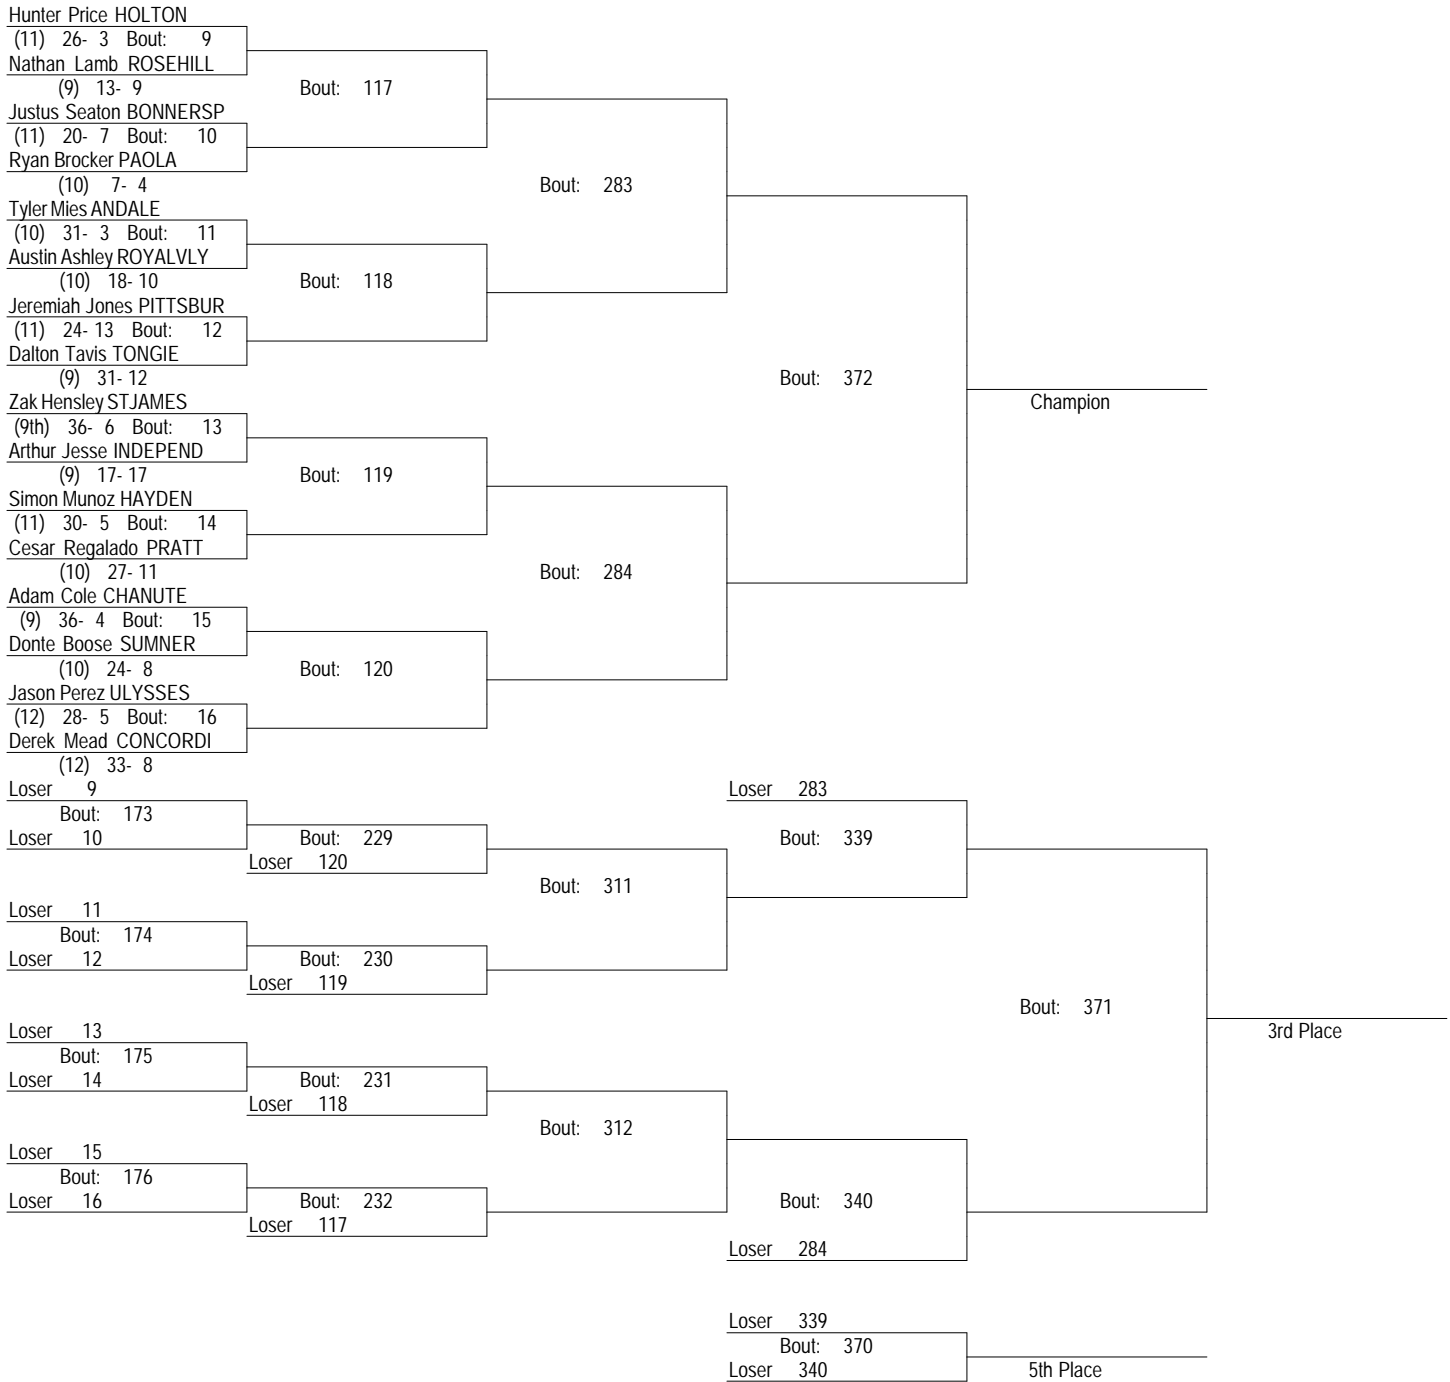 Hunter Price HOLTON
(11) 26- 3 Bout: 9
Nathan Lamb ROSEHILL
(9) 13- 9 Bout: 117
Justus Seaton BONNERSP
(11) 20- 7 Bout: 10
Ryan Brocker PAOLA
(10) 7- 4 Bout: 283
Tyler Mies ANDALE
(10) 31- 3 Bout: 11
Austin Ashley ROYALVLY
(10) 18- 10 Bout: 118
Jeremiah Jones PITTSBUR
(11) 24- 13 Bout: 12
Dalton Tavis TONGIE
(9) 31- 12 Bout: 372
Zak Hensley STJAMES Champion
(9th) 36- 6 Bout: 13
Arthur Jesse INDEPEND
(9) 17- 17 Bout: 119
Simon Munoz HAYDEN
(11) 30- 5 Bout: 14
Cesar Regalado PRATT
(10) 27- 11 Bout: 284
Adam Cole CHANUTE
(9) 36- 4 Bout: 15
Donte Boose SUMNER
(10) 24- 8 Bout: 120
Jason Perez ULYSSES
(12) 28- 5 Bout: 16
Derek Mead CONCORDI
(12) 33- 8
Loser 9 Loser 283
Bout: 173
Loser 10 Bout: 229 Bout: 339
Loser 120
Bout: 311
Loser 11
Bout: 174
Loser 12 Bout: 230
Loser 119
Bout: 371
Loser 13 3rd Place
Bout: 175
Loser 14 Bout: 231
Loser 118
Bout: 312
Loser 15
Bout: 176
Loser 16 Bout: 232 Bout: 340
Loser 117
Loser 284
Loser 339
Bout: 370
Loser 340 5th Place